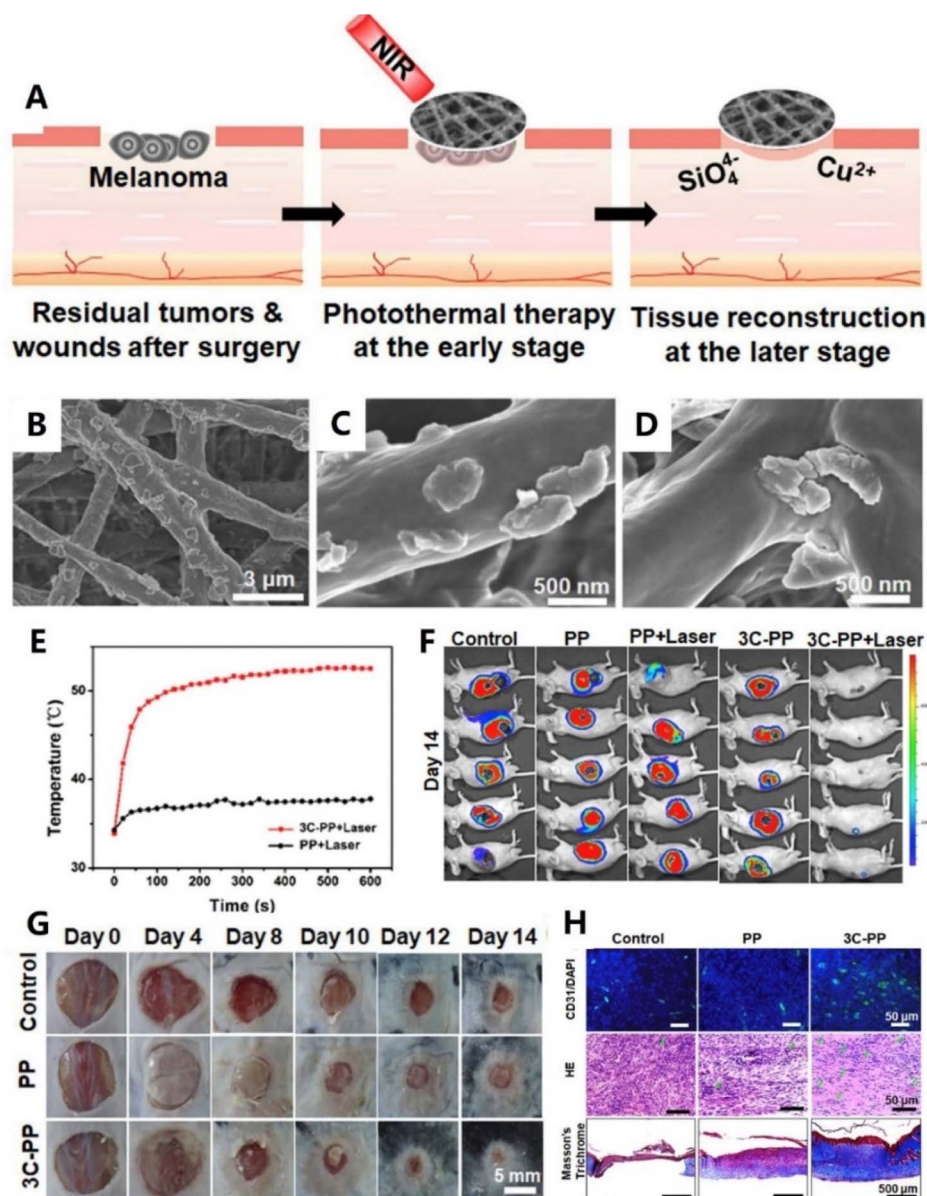 A
NIR
Melanoma
SiO₄⁴⁻
Cu²⁺
Residual tumors &
wounds after surgery
Photothermal therapy
at the early stage
Tissue reconstruction
at the later stage
B
3 μm
C
500 nm
D
500 nm
E
Temperature (℃)
50
40
30
3C-PP+Laser
PP+Laser
0 100 200 300 400 500 600
Time (s)
F
Control PP PP+Laser 3C-PP 3C-PP+Laser
Day 14
G
Day 0 Day 4 Day 8 Day 10 Day 12 Day 14
Control
PP
3C-PP
5 mm
H
Control PP 3C-PP
CD31/DAPI
50 μm
HE
50 μm
Masson's
Trichrome
500 μm